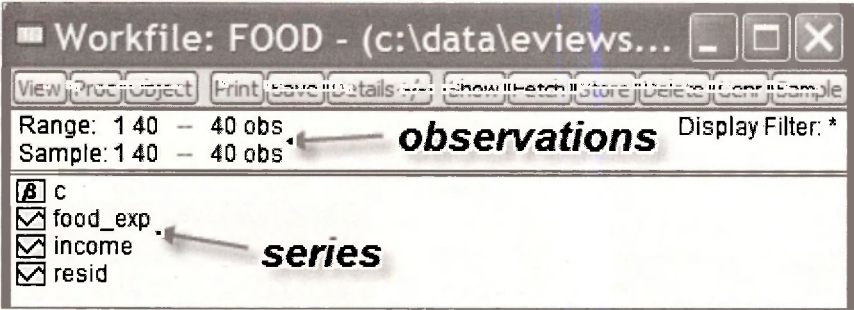 Workfile: FOOD - (c:\data\eviews...
View Proc Object Print Save Details +/- Show Fetch Store Delete Genr Sample
Range: 1 40 — 40 obs Display Filter: *
Sample: 1 40 — 40 obs
observations
β c
food_exp
income
series
resid